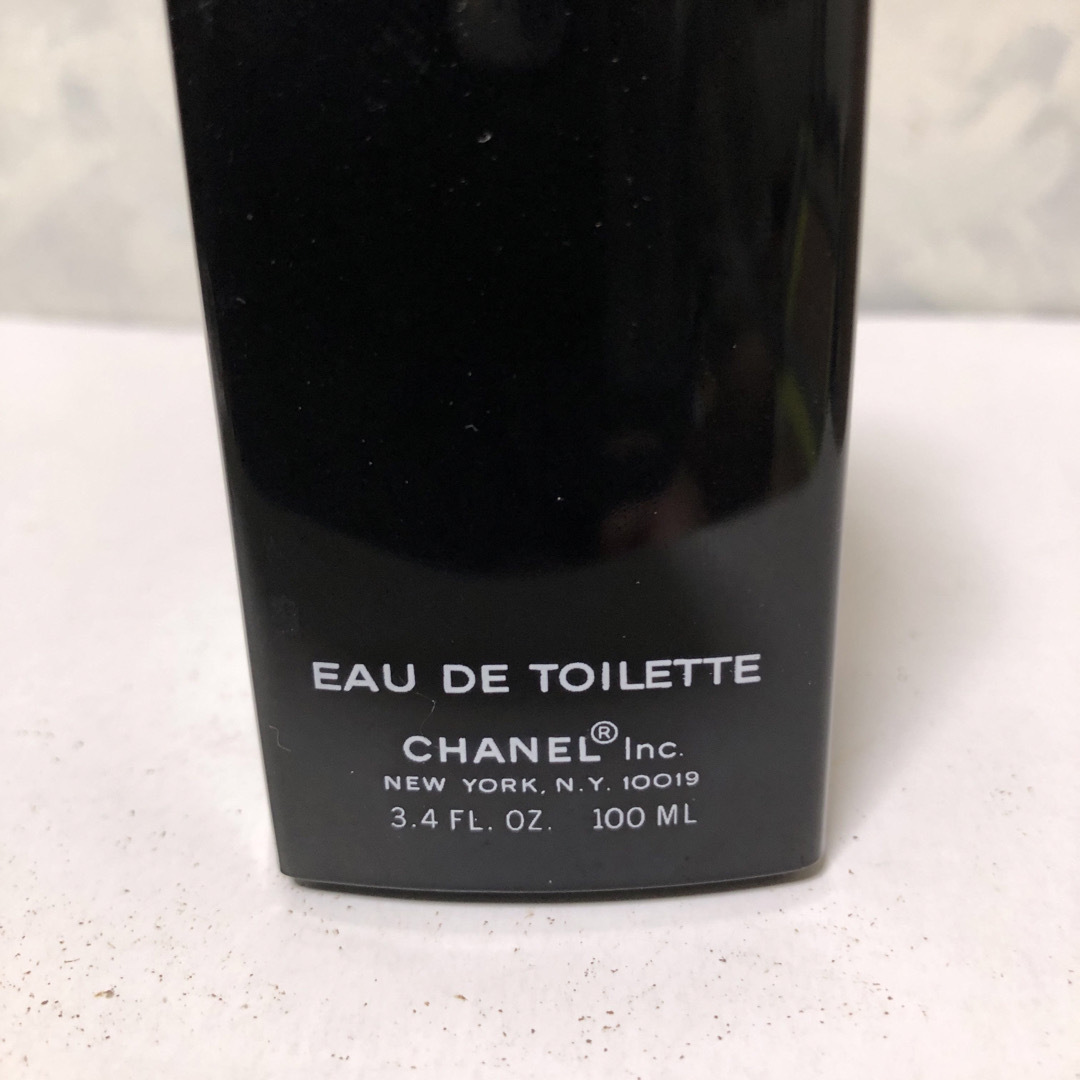 EAU DE TOILETTE
CHANEL® Inc.
NEW YORK, N.Y. 10019
3.4 FL. OZ. 100 ML